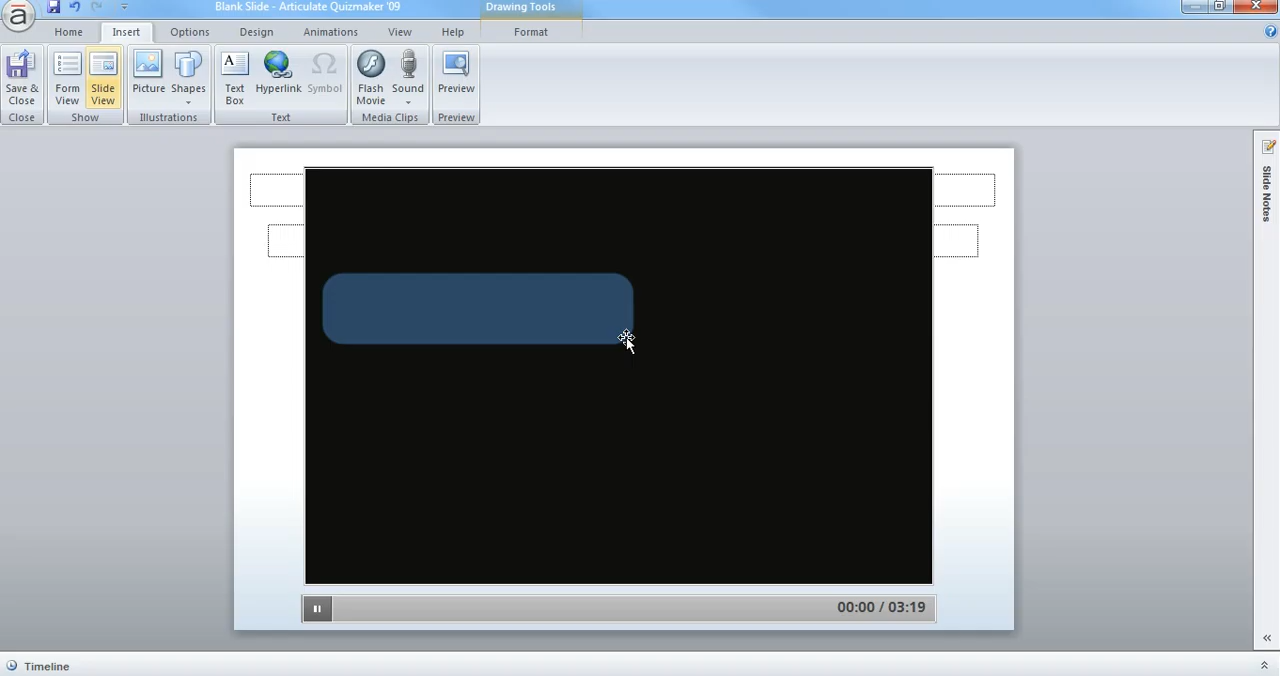 Blank Slide - Articulate Quizmaker '09
Drawing Tools
Home
Insert
Options
Design
Animations
View
Help
Format
Save &
Close
Form
View
Slide
View
Picture
Shapes
Text
Box
Hyperlink
Symbol
Flash
Movie
Sound
Preview
Close
Show
Illustrations
Text
Media Clips
Preview
Slide Notes
00:00 / 03:19
Timeline